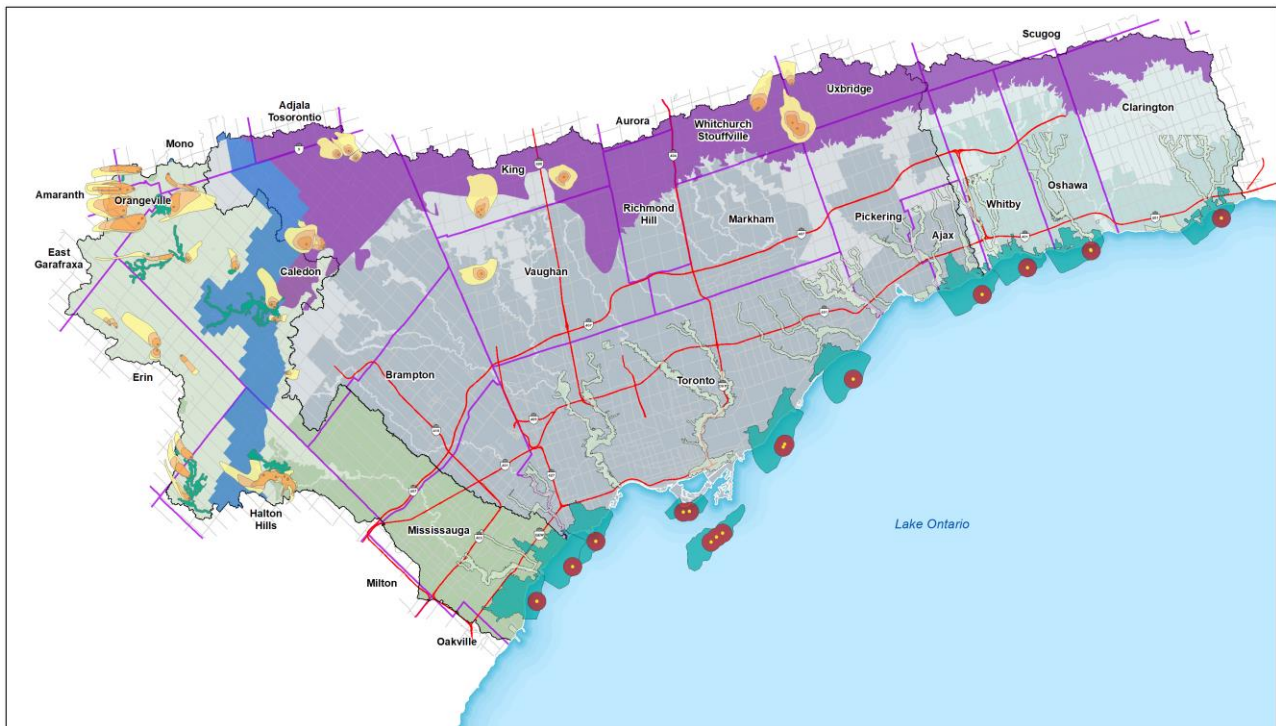 Scugog
Uxbridge
Clarington
Adjala
Tosorontio
Aurora
Whitchurch
Stouffville
Mono
King
Amaranth
Orangeville
Oshawa
Richmond
Hill
Markham
Pickering
Whitby
East
Garafraxa
Ajax
Caledon
Vaughan
Erin
Brampton
Toronto
Halton
Hills
Lake Ontario
Mississauga
Milton
Oakville